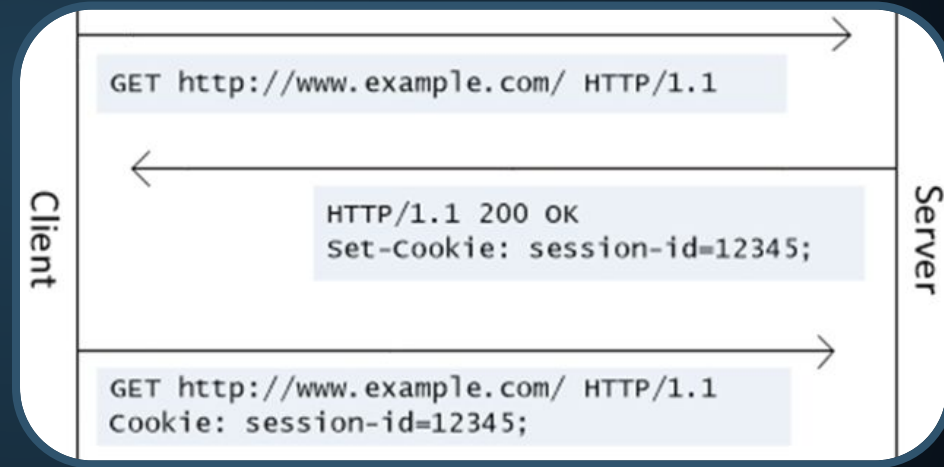 GET http://www.example.com/ HTTP/1.1
HTTP/1.1 200 OK
Set-Cookie: session-id=12345;
Client
Server
GET http://www.example.com/ HTTP/1.1
Cookie: session-id=12345;